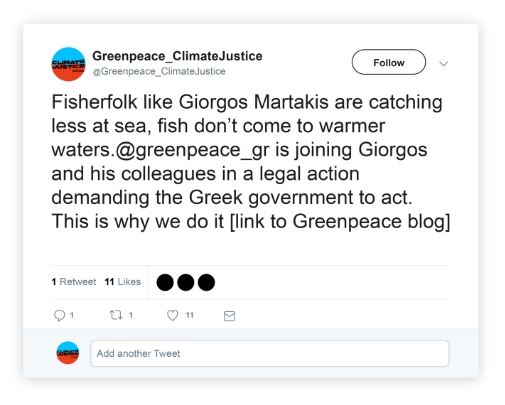 CLIMATE
JUSTICE
Greenpeace_ClimateJustice
@Greenpeace_ClimateJustice
Follow
Fisherfolk like Giorgos Martakis are catching
less at sea, fish don’t come to warmer
waters.@greenpeace_gr is joining Giorgos
and his colleagues in a legal action
demanding the Greek government to act.
This is why we do it [link to Greenpeace blog]
1 Retweet 11 Likes
1 1 11
CLIMATE
JUSTICE
Add another Tweet